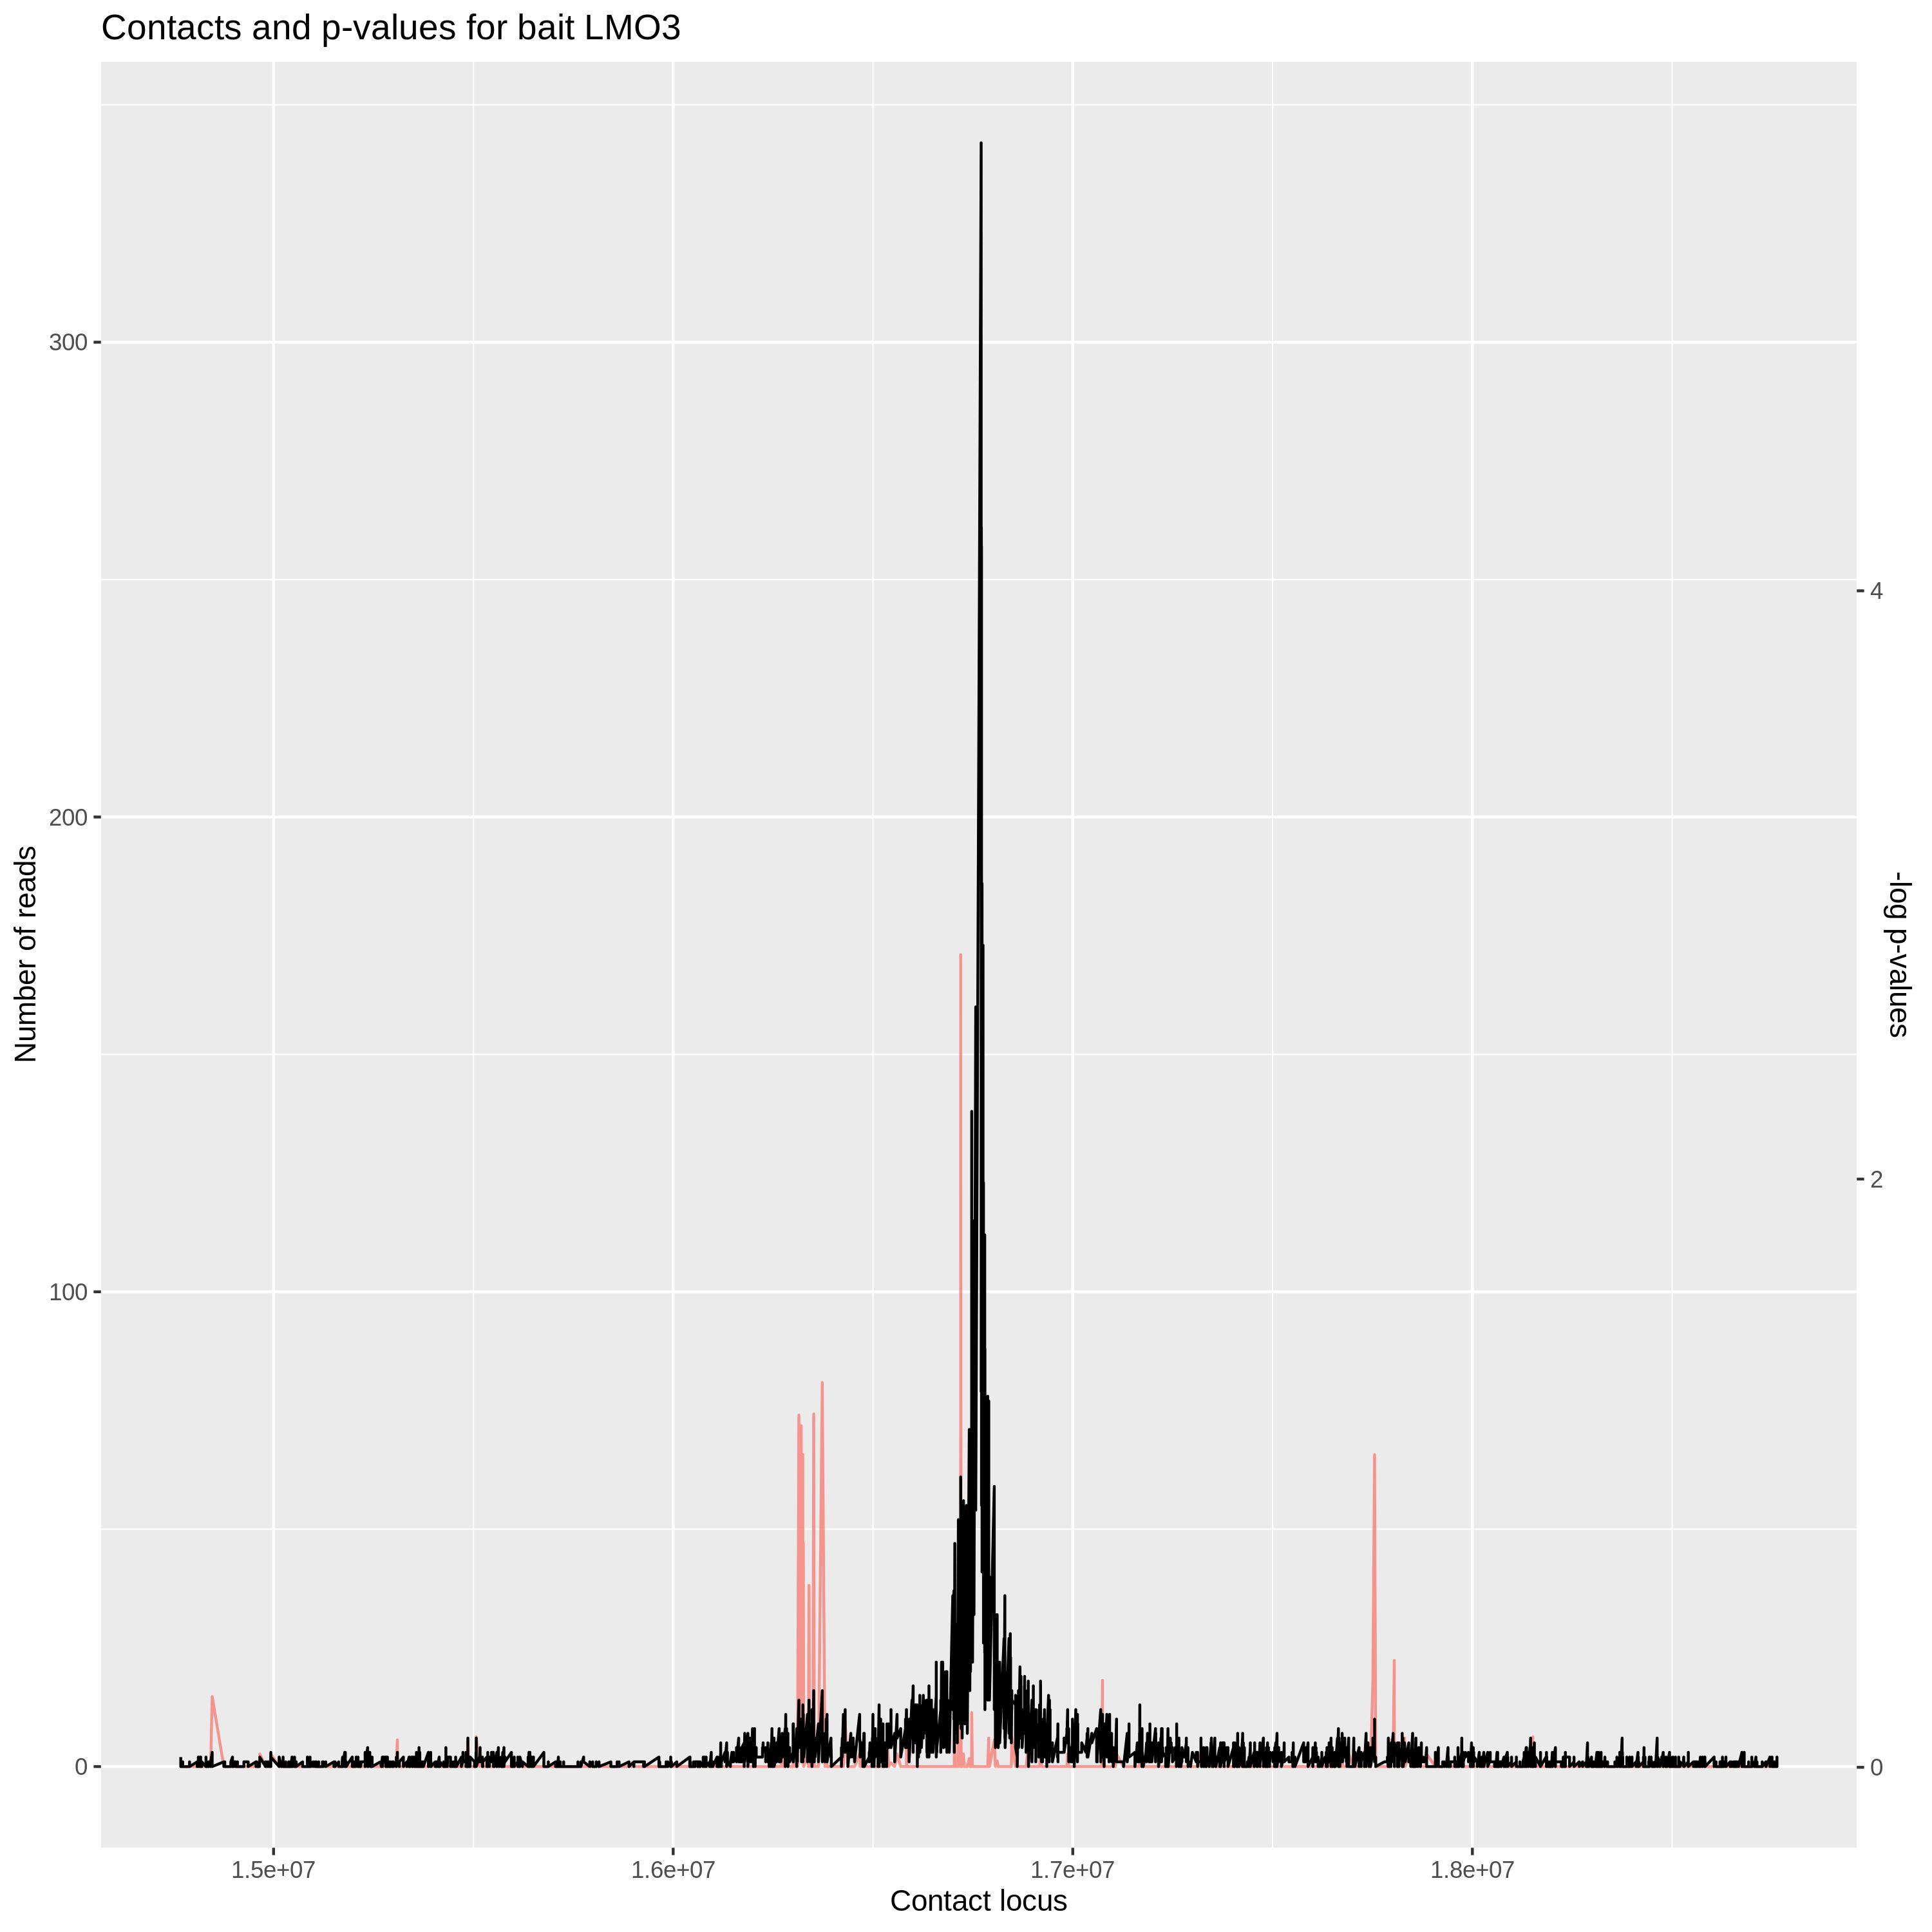 Contacts and p-values for bait LMO3
300
200
100
0
Number of reads
4
2
0
-log p-values
1.5e+07 1.6e+07 1.7e+07 1.8e+07
Contact locus